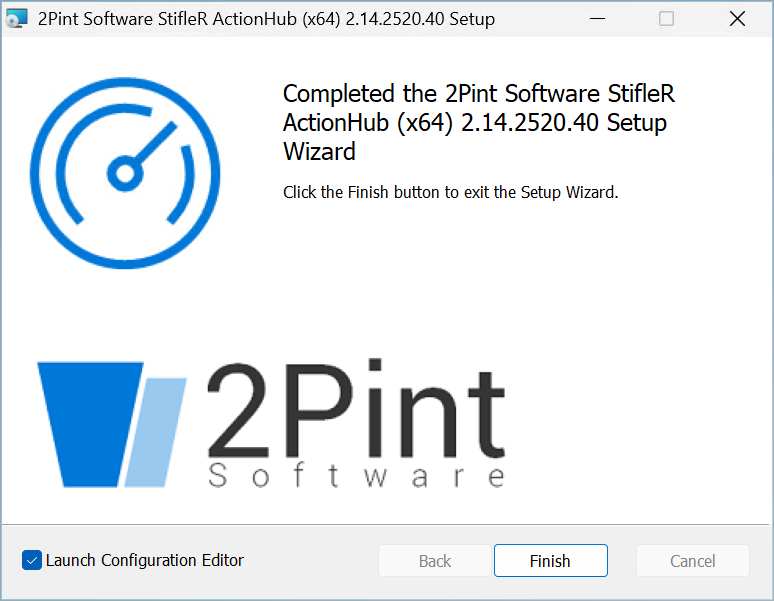 2Pint Software StifleR ActionHub (x64) 2.14.2520.40 Setup
Completed the 2Pint Software StifleR
ActionHub (x64) 2.14.2520.40 Setup
Wizard
Click the Finish button to exit the Setup Wizard.
2Pint
Software
Launch Configuration Editor
Back
Finish
Cancel